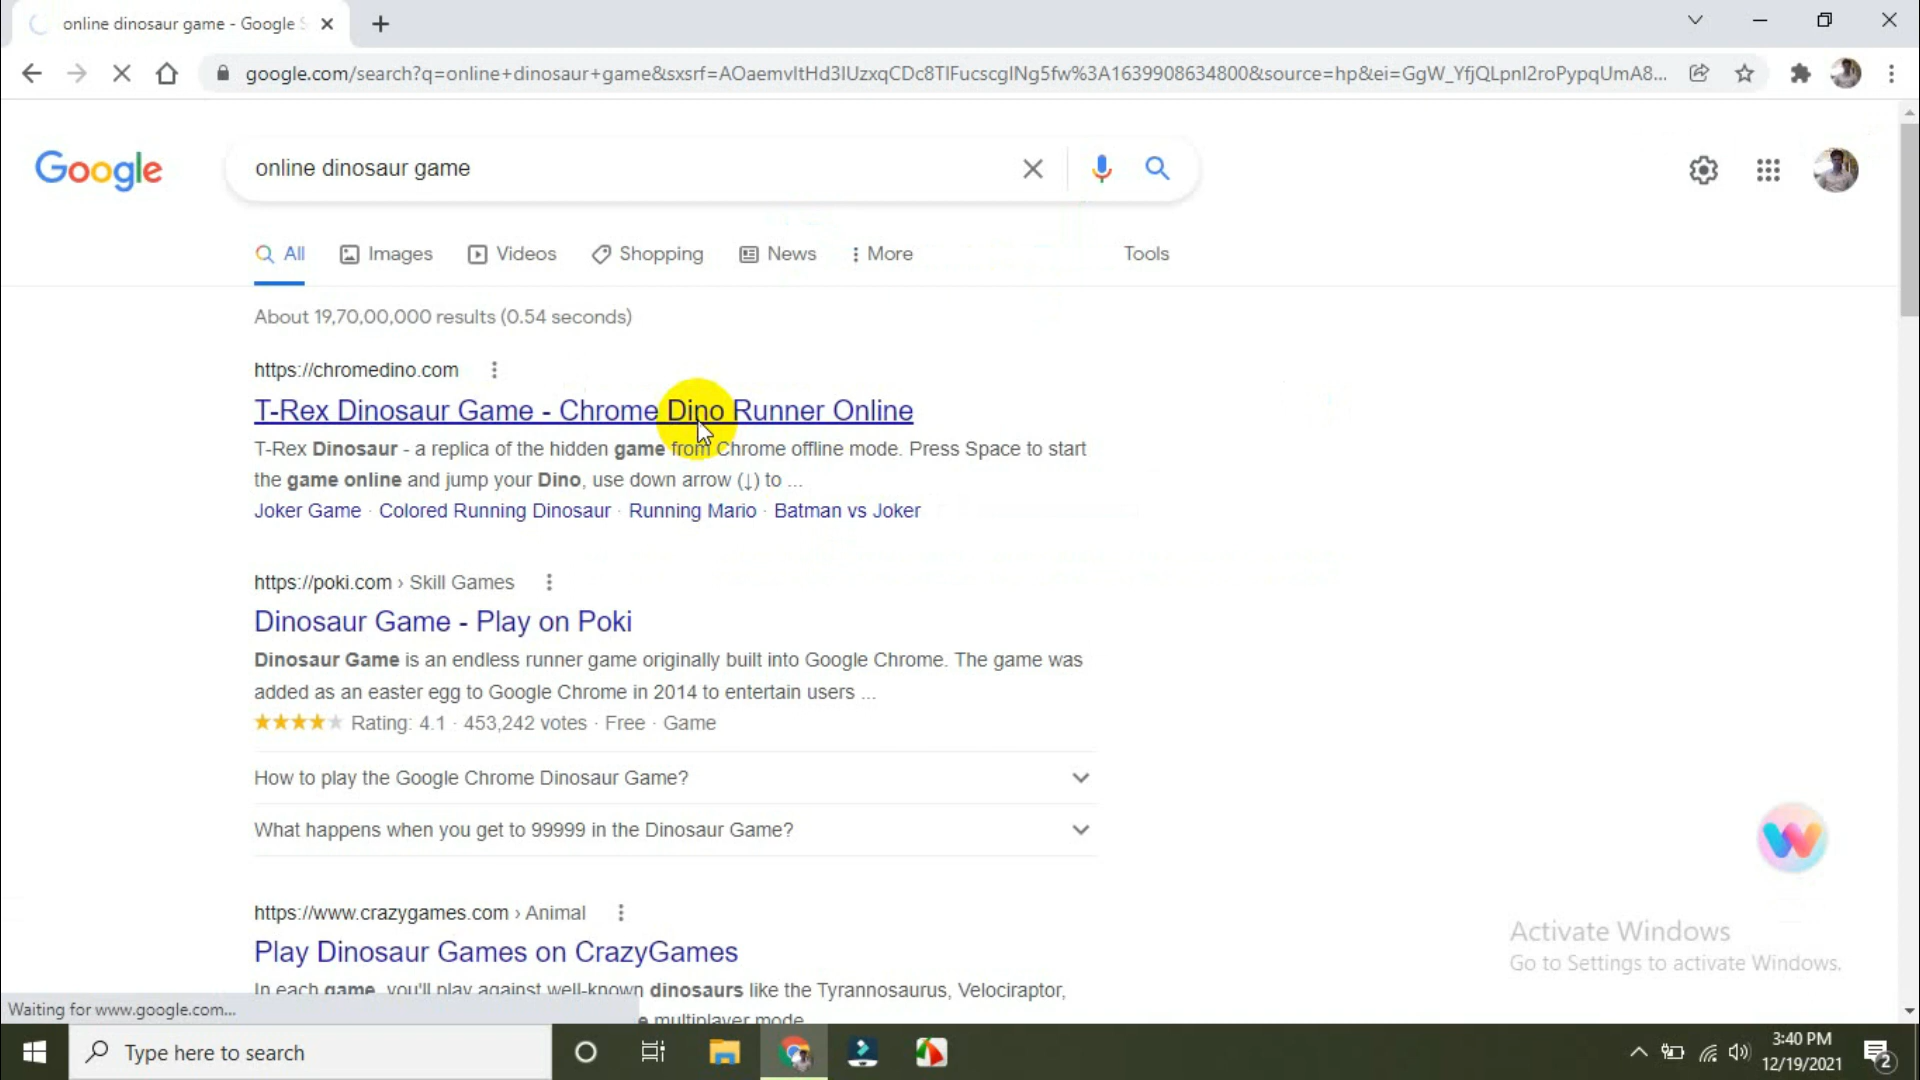 online dinosaur game - Google S
google.com/search?q=online+dinosaur+game&sxsrf=AOaemvItHd3IUzxqCDc8TlFucscgINg5fw%3A1639908634800&source=hp&ei=GgW_YfjQLpnI2roPypqUmA8...
Google
online dinosaur game
All Images Videos Shopping News More Tools
About 19,70,00,000 results (0.54 seconds)
https://chromedino.com
T-Rex Dinosaur Game - Chrome Dino Runner Online
T-Rex Dinosaur - a replica of the hidden game from Chrome offline mode. Press Space to start
the game online and jump your Dino, use down arrow (↓) to ...
Joker Game · Colored Running Dinosaur · Running Mario · Batman vs Joker
https://poki.com › Skill Games
Dinosaur Game - Play on Poki
Dinosaur Game is an endless runner game originally built into Google Chrome. The game was
added as an easter egg to Google Chrome in 2014 to entertain users ...
Rating: 4.1 · 453,242 votes · Free · Game
How to play the Google Chrome Dinosaur Game?
What happens when you get to 99999 in the Dinosaur Game?
https://www.crazygames.com › Animal
Play Dinosaur Games on CrazyGames
In each game, you'll play against well-known dinosaurs like the Tyrannosaurus, Velociraptor,
multiplayer mode
Activate Windows
Go to Settings to activate Windows.
Waiting for www.google.com...
Type here to search
3:40 PM
12/19/2021
2